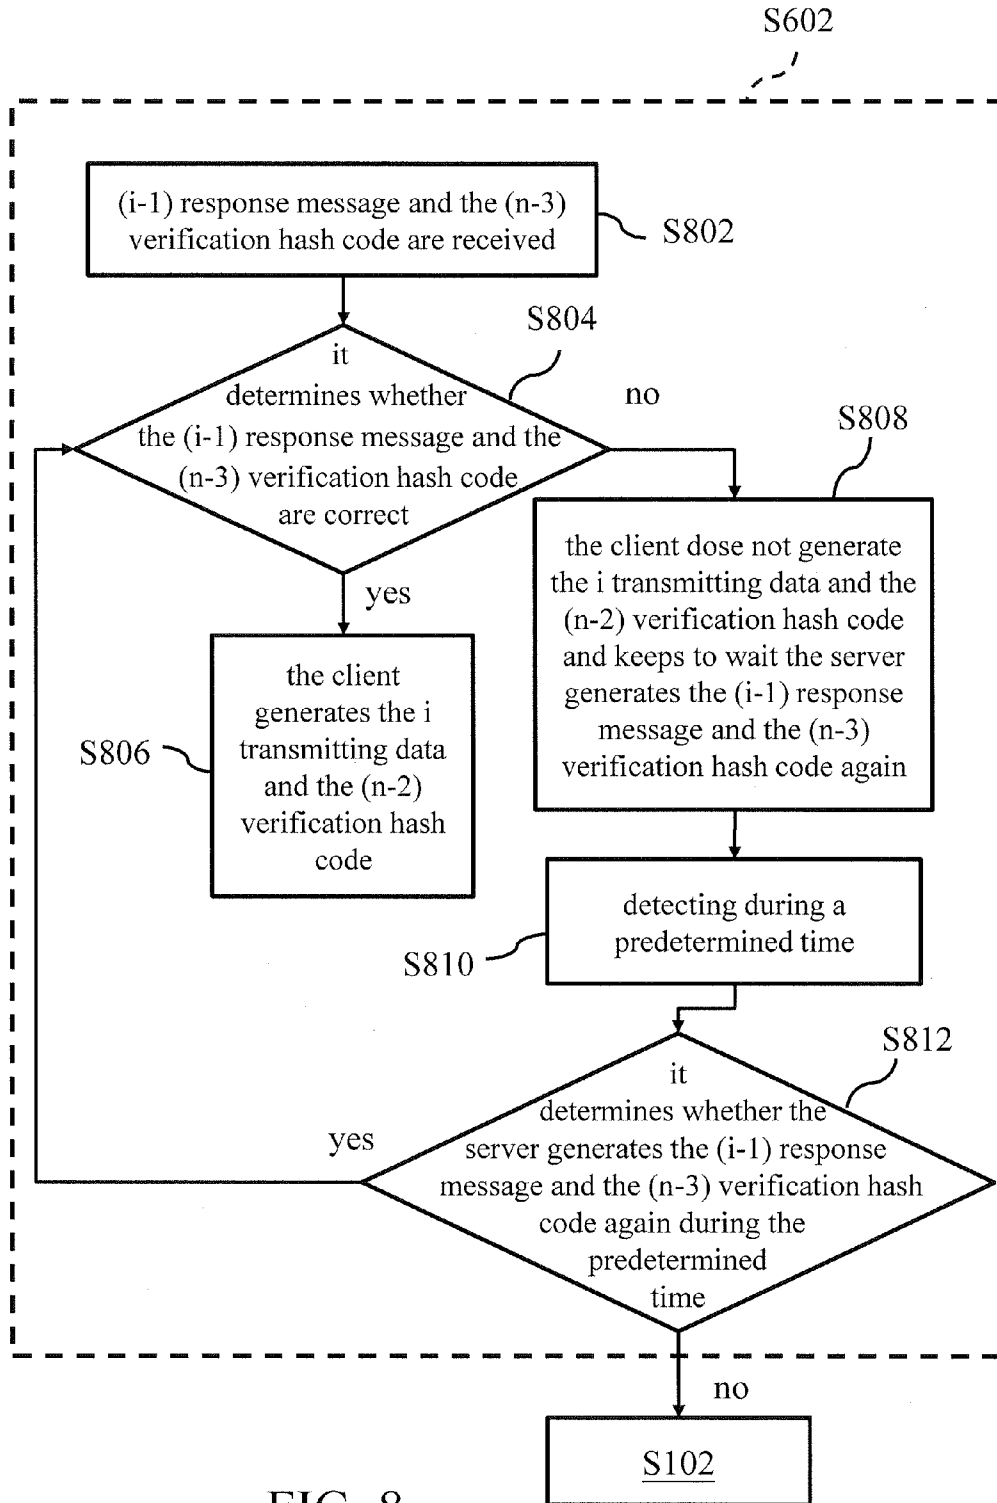 S602
(i-1) response message and the (n-3)
verification hash code are received
S802
S804
it
determines whether
the (i-1) response message and the
(n-3) verification hash code
are correct
no
yes
S808
the client dose not generate
the i transmitting data and the
(n-2) verification hash code
and keeps to wait the server
generates the (i-1) response
message and the (n-3)
verification hash code again
S806
the client
generates the i
transmitting data
and the (n-2)
verification hash
code
detecting during a
predetermined time
S810
S812
it
determines whether the
server generates the (i-1) response
message and the (n-3) verification hash
code again during the
predetermined
time
yes
no
S102
FIG. 8